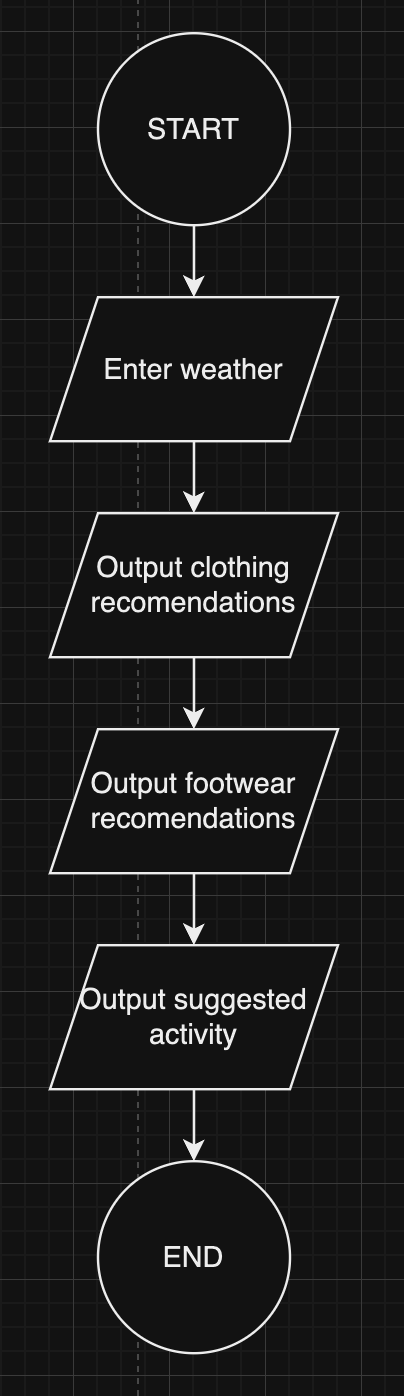 START
Enter weather
Output clothing
recomendations
Output footwear
recomendations
Output suggested
activity
END